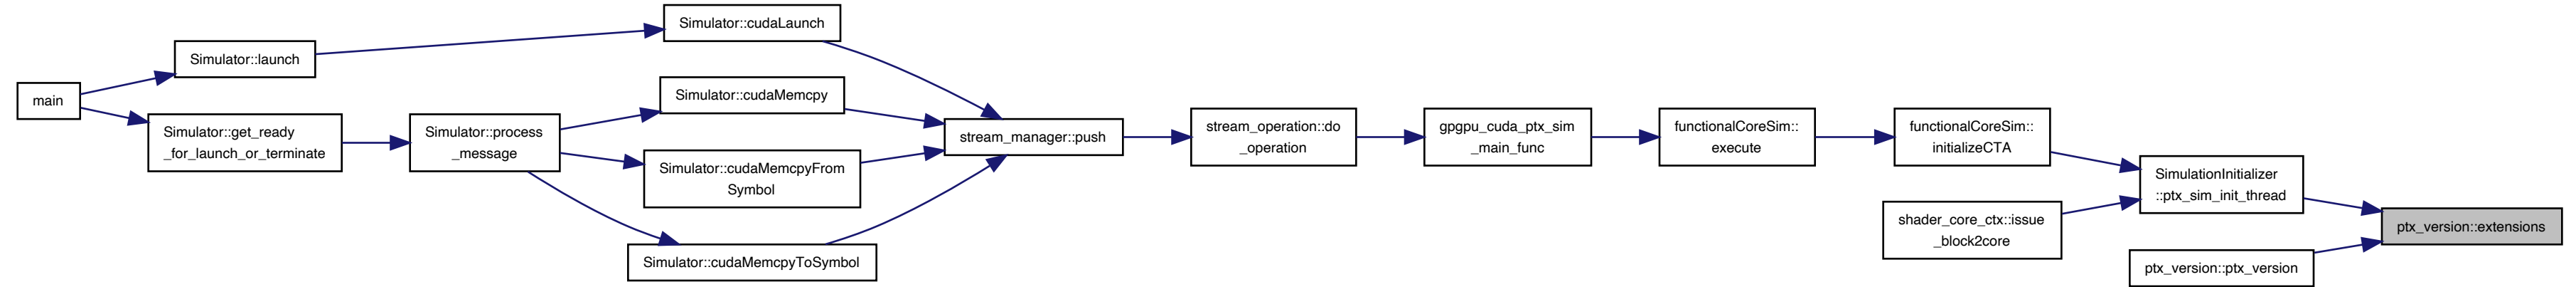 main
Simulator::launch
Simulator::get_ready
_for_launch_or_terminate
Simulator::process
_message
Simulator::cudaLaunch
Simulator::cudaMemcpy
Simulator::cudaMemcpyFrom
Symbol
Simulator::cudaMemcpyToSymbol
stream_manager::push
stream_operation::do
_operation
gpgpu_cuda_ptx_sim
_main_func
functionalCoreSim::
execute
functionalCoreSim::
initializeCTA
shader_core_ctx::issue
_block2core
SimulationInitializer
::ptx_sim_init_thread
ptx_version::ptx_version
ptx_version::extensions